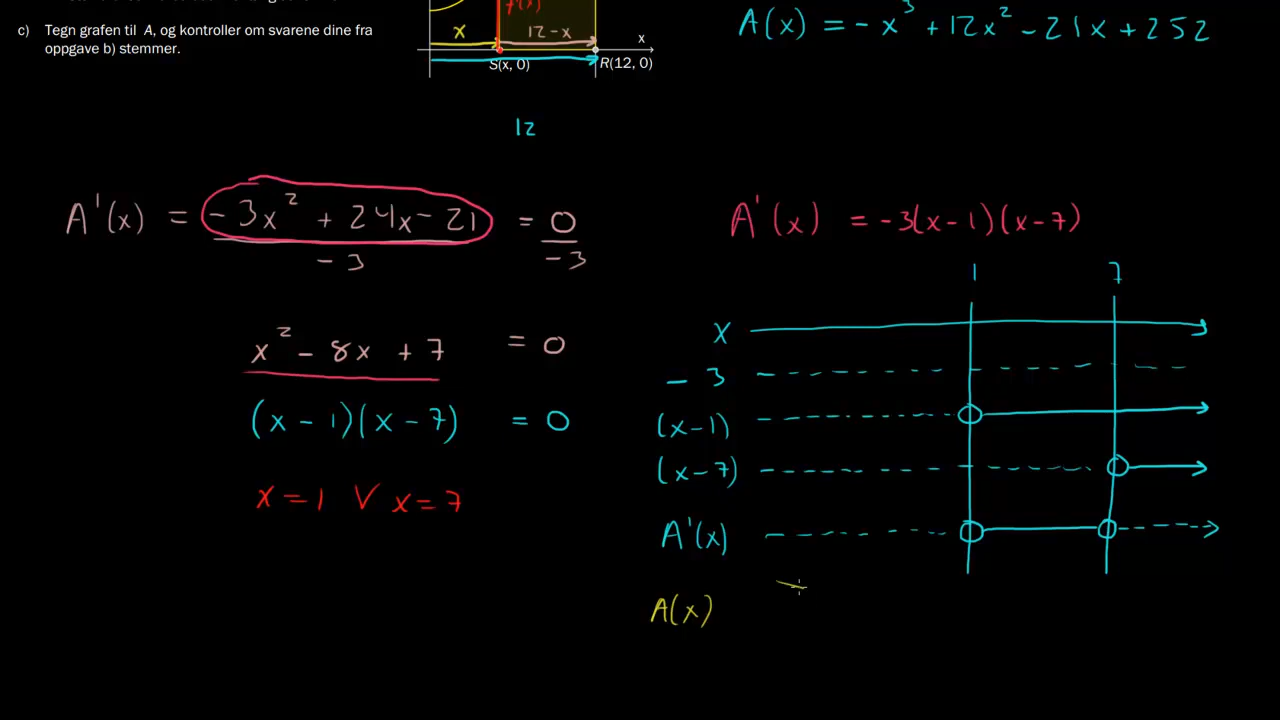 c) Tegn grafen til A, og kontroller om svarene dine fra
oppgave b) stemmer.
f(x)
x 12-x x
S(x, 0) R(12, 0)
12
A(x) = -x³ + 12x² - 21x + 252
A'(x) = -3x² + 24x - 21 = 0
-3 -3
x² - 8x + 7 = 0
(x - 1)(x - 7) = 0
x = 1 V x = 7
A'(x) = -3(x-1)(x-7)
1 7
X
-3
(x-1)
(x-7)
A'(x)
A(x)